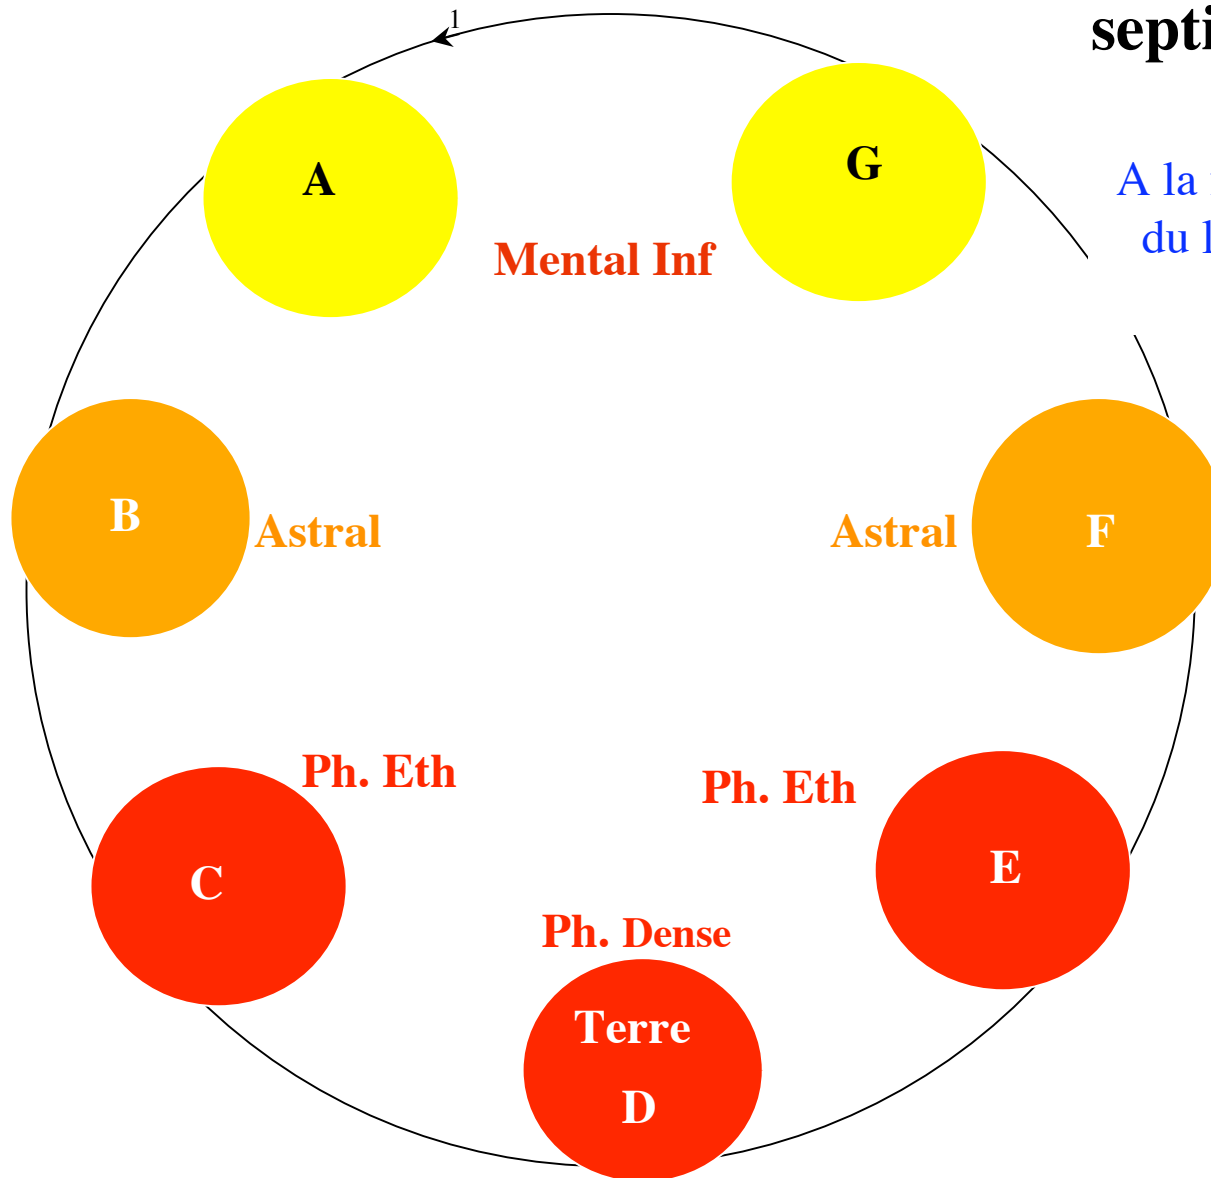 1
septi
A la
du l
A
G
Mental Inf
B
Astral
Astral
F
Ph. Eth
Ph. Eth
C
E
Ph. Dense
Terre
D